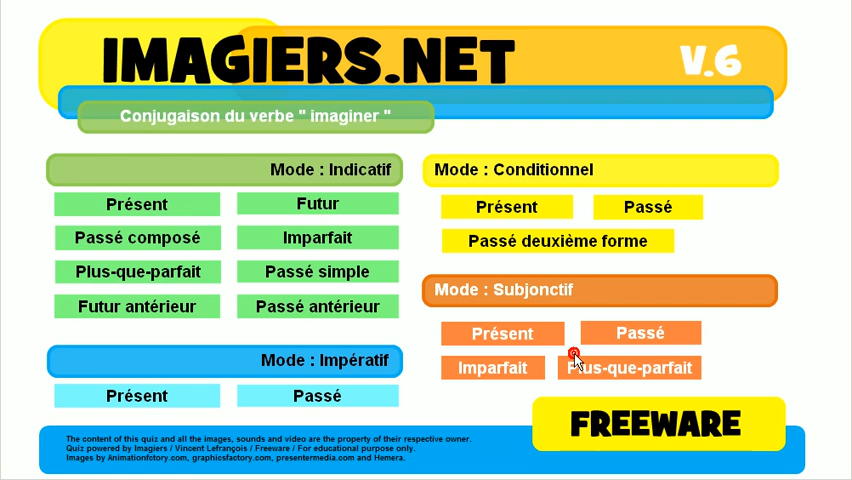 IMAGIERS.NET
V.6
Conjugaison du verbe " imaginer "
Mode : Indicatif
Présent
Futur
Passé composé
Imparfait
Plus-que-parfait
Passé simple
Futur antérieur
Passé antérieur
Mode : Impératif
Présent
Passé
Mode : Conditionnel
Présent
Passé
Passé deuxième forme
Mode : Subjonctif
Présent
Passé
Imparfait
Plus-que-parfait
FREEWARE
The content of this quiz and all the images, sounds and video are the property of their respective owner.
Quiz powered by Imagiers / Vincent Lefrançois / Freeware / For educational purpose only.
Images by Animationfctory.com, graphicsfactory.com, presentermedia.com and Hemera.